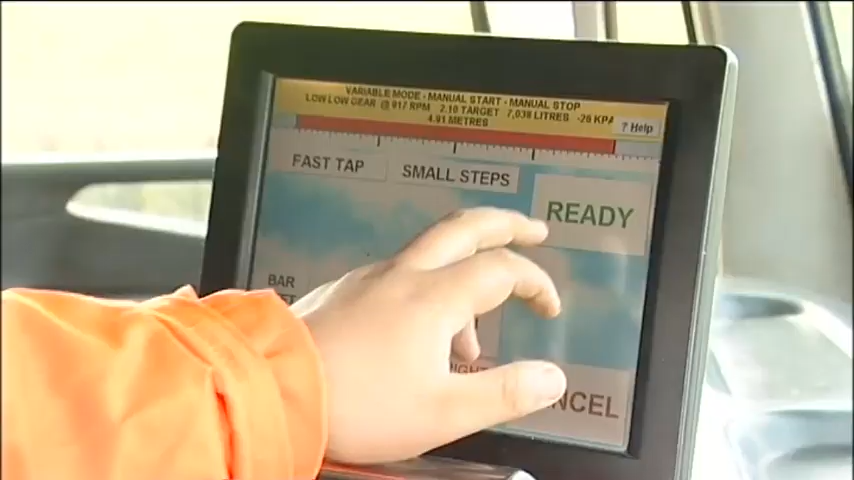 VARIABLE MODE - MANUAL START - MANUAL STOP
LOW LOW GEAR @ 917 RPM 2.10 TARGET 7,038 LITRES -26 KPA
4.91 METRES
? Help
FAST TAP
SMALL STEPS
READY
BAR